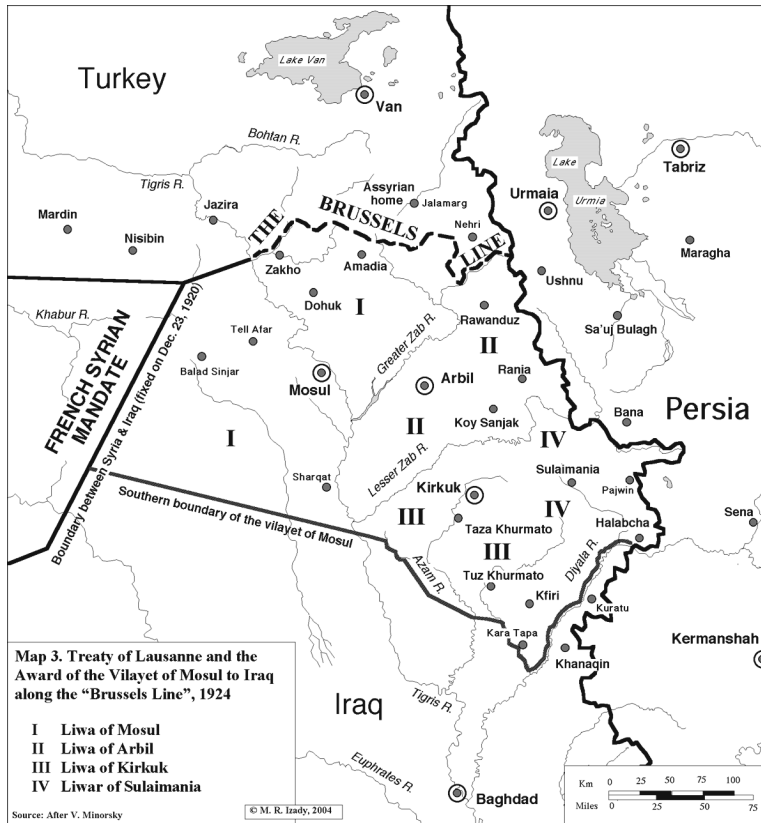 Turkey
Lake Van
Van
Bohtan R.
Tigris R.
Tabriz
Lake
Urmia
Urmaia
Assyrian
home
Jalamarg
Jazira
Mardin
Nisibin
THE BRUSSELS LINE
Nehri
Maragha
Zakho
Amadia
Ushnu
Dohuk
I
Khabur R.
Rawanduz
Sa'uj Bulagh
Tell Afar
Greater Zab R.
II
Balad Sinjar
Mosul
Arbil
Rania
FRENCH SYRIAN
MANDATE
Boundary between Syria & Iraq (fixed on Dec. 23, 1920)
Koy Sanjak
Bana
Persia
I
II
IV
Lesser Zab R.
Sharqat
Kirkuk
Sulaimania
Pajwin
Southern boundary of the vilayet of Mosul
III
Taza Khurmato
IV
Halabcha
Sena
III
Azam R.
Tuz Khurmato
Diyala R.
Kfiri
Kuratu
Kara Tapa
Khanaqin
Kermanshah
Map 3. Treaty of Lausanne and the
Award of the Vilayet of Mosul to Iraq
along the “Brussels Line”, 1924
I Liwa of Mosul
II Liwa of Arbil
III Liwa of Kirkuk
IV Liwar of Sulaimania
Source: After V. Minorsky
© M. R. Izady, 2004
Iraq
Tigris R.
Euphrates R.
Baghdad
Km 0 25 50 75 100
Miles 25 50 75